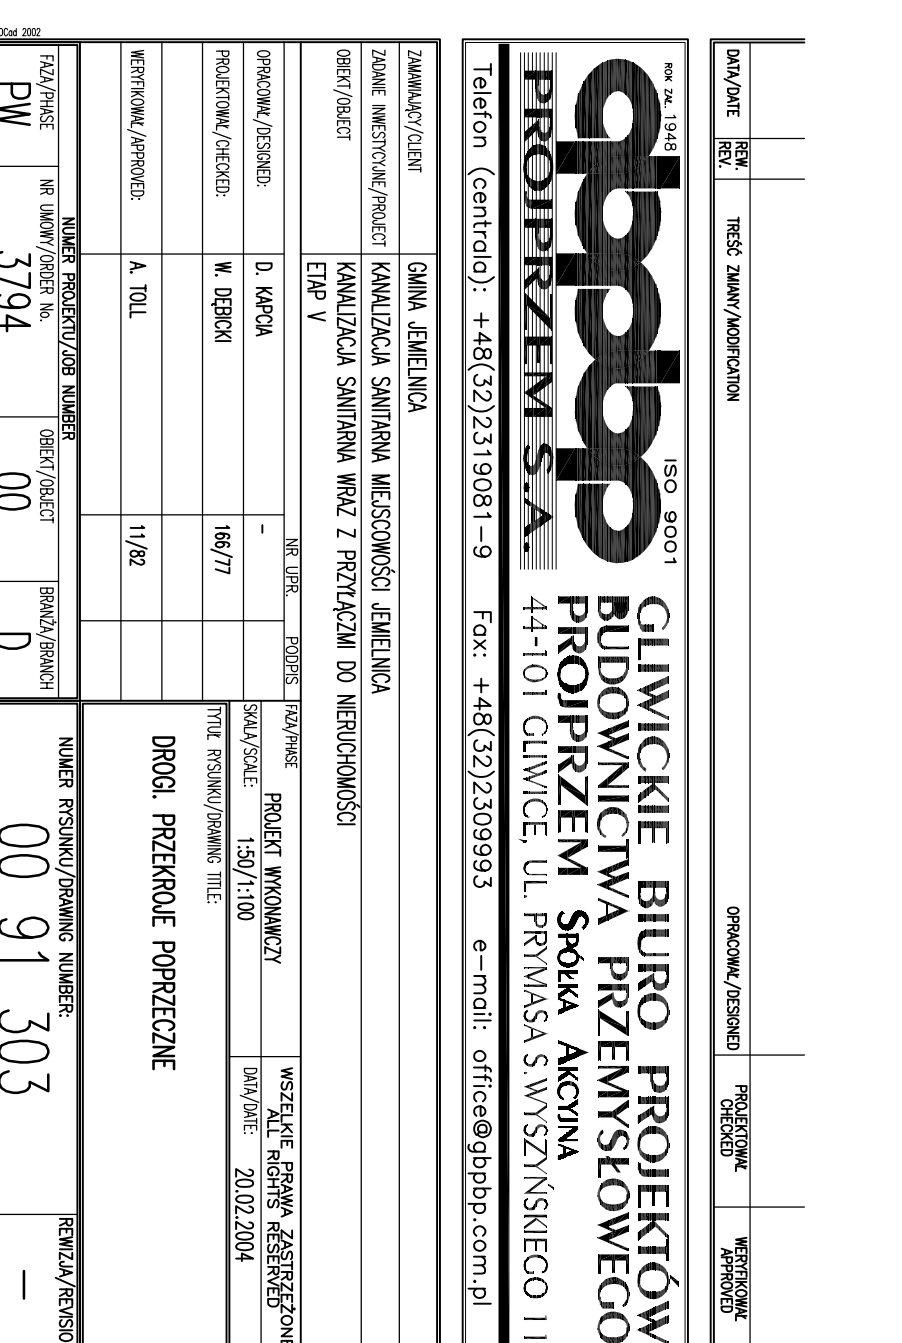 DATA/DATE
REW.
REV.
TREŚĆ ZMIANY/MODIFICATION
OPRACOWAŁ/DESIGNED
PROJEKTOWAŁ
CHECKED
WERYFIKOWAŁ
APPROVED
ROK ZAŁ. 1948
ISO 9001
gbpbp
PROJPRZEM S.A.
GLIWICKIE BIURO PROJEKTÓW
BUDOWNICTWA PRZEMYSŁOWEGO
PROJPRZEM SPÓŁKA AKCYJNA
44-101 GLIWICE, UL. PRYMASA S.WYSZYŃSKIEGO 11
Telefon (centrala): +48(32)2319081-9 Fax: +48(32)2309993 e-mail: office@gbpbp.com.pl
ZAMAWIAJĄCY/CLIENT GMINA JEMIELNICA
ZADANIE INWESTYCYJNE/PROJECT KANALIZACJA SANITARNA MIEJSCOWOŚCI JEMIELNICA
OBIEKT/OBJECT KANALIZACJA SANITARNA WRAZ Z PRZYŁĄCZMI DO NIERUCHOMOŚCI
ETAP V
NR UPR. PODPIS
OPRACOWAŁ/DESIGNED: D. KAPCIA -
PROJEKTOWAŁ/CHECKED: W. DĘBICKI 166/77
WERYFIKOWAŁ/APPROVED: A. TOLL 11/82
FAZA/PHASE PROJEKT WYKONAWCZY
WSZELKIE PRAWA ZASTRZEŻONE
ALL RIGHTS RESERVED
SKALA/SCALE: 1:50/1:100
DATA/DATE: 20.02.2004
TYTUŁ RYSUNKU/DRAWING TITLE:
DROGI. PRZEKROJE POPRZECZNE
NUMER PROJEKTU/JOB NUMBER
FAZA/PHASE NR UMOWY/ORDER No. OBIEKT/OBJECT BRANŻA/BRANCH
PW 3794 00 D
NUMER RYSUNKU/DRAWING NUMBER:
00 91 303
REWIZJA/REVISIO
—
OCad 2002